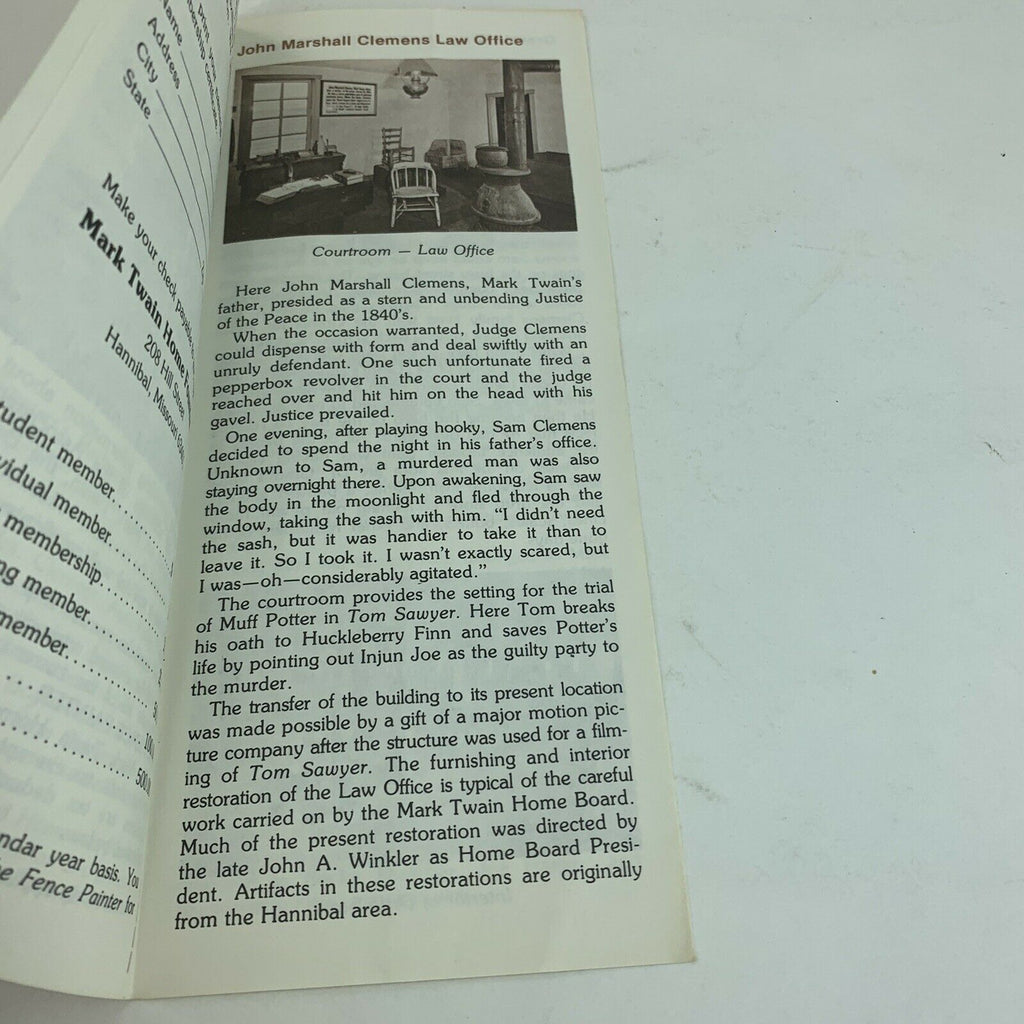 Name
Address
City
State
Make your check payable
Mark Twain Home
208 Hill Street
Hannibal, Missouri
member
member
membership
member
member
100
500
year basis. You
Fence Painter for
John Marshall Clemens Law Office
Courtroom — Law Office
Here John Marshall Clemens, Mark Twain's
father, presided as a stern and unbending Justice
of the Peace in the 1840's.
When the occasion warranted, Judge Clemens
could dispense with form and deal swiftly with an
unruly defendant. One such unfortunate fired a
pepperbox revolver in the court and the judge
reached over and hit him on the head with his
gavel. Justice prevailed.
One evening, after playing hooky, Sam Clemens
decided to spend the night in his father's office.
Unknown to Sam, a murdered man was also
staying overnight there. Upon awakening, Sam saw
the body in the moonlight and fled through the
window, taking the sash with him. “I didn't need
the sash, but it was handier to take it than to
leave it. So I took it. I wasn't exactly scared, but
I was—oh—considerably agitated.”
The courtroom provides the setting for the trial
of Muff Potter in Tom Sawyer. Here Tom breaks
his oath to Huckleberry Finn and saves Potter's
life by pointing out Injun Joe as the guilty party to
the murder.
The transfer of the building to its present location
was made possible by a gift of a major motion pic-
ture company after the structure was used for a film-
ing of Tom Sawyer. The furnishing and interior
restoration of the Law Office is typical of the careful
work carried on by the Mark Twain Home Board.
Much of the present restoration was directed by
the late John A. Winkler as Home Board Presi-
dent. Artifacts in these restorations are originally
from the Hannibal area.